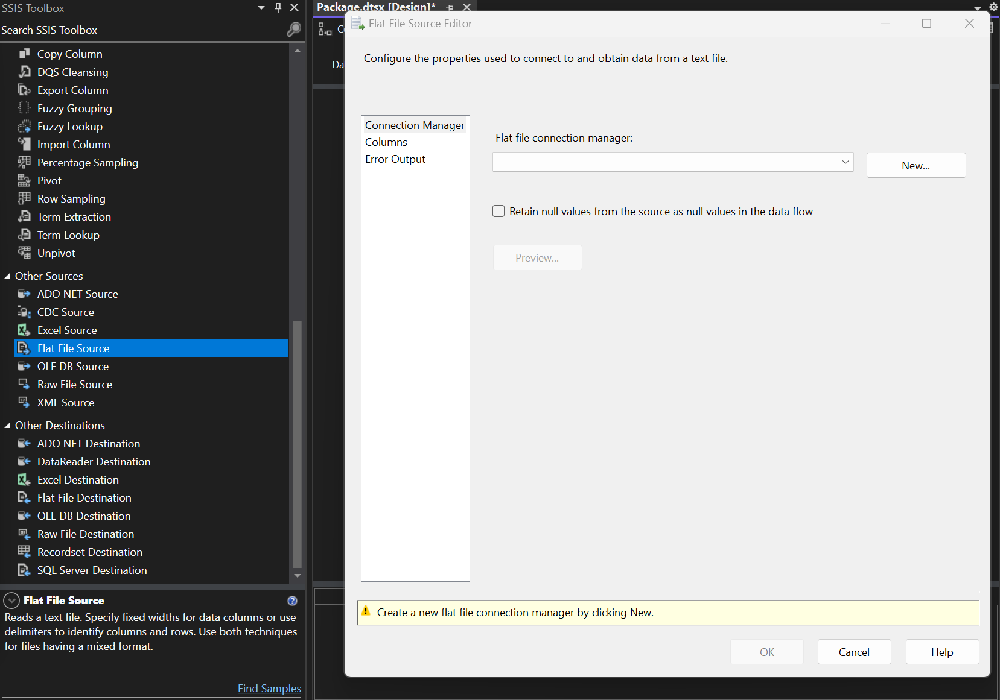 SSIS Toolbox
Search SSIS Toolbox
Copy Column
DQS Cleansing
Export Column
Fuzzy Grouping
Fuzzy Lookup
Import Column
Percentage Sampling
Pivot
Row Sampling
Term Extraction
Term Lookup
Unpivot
Other Sources
ADO NET Source
CDC Source
Excel Source
Flat File Source
OLE DB Source
Raw File Source
XML Source
Other Destinations
ADO NET Destination
DataReader Destination
Excel Destination
Flat File Destination
OLE DB Destination
Raw File Destination
Recordset Destination
SQL Server Destination
Flat File Source
Reads a text file. Specify fixed widths for data columns or use
delimiters to identify columns and rows. Use both techniques
for files having a mixed format.
Find Samples
Package.dtsx [Design]*
Flat File Source Editor
Configure the properties used to connect to and obtain data from a text file.
Connection Manager
Columns
Error Output
Flat file connection manager:
New...
Retain null values from the source as null values in the data flow
Preview...
Create a new flat file connection manager by clicking New.
OK
Cancel
Help